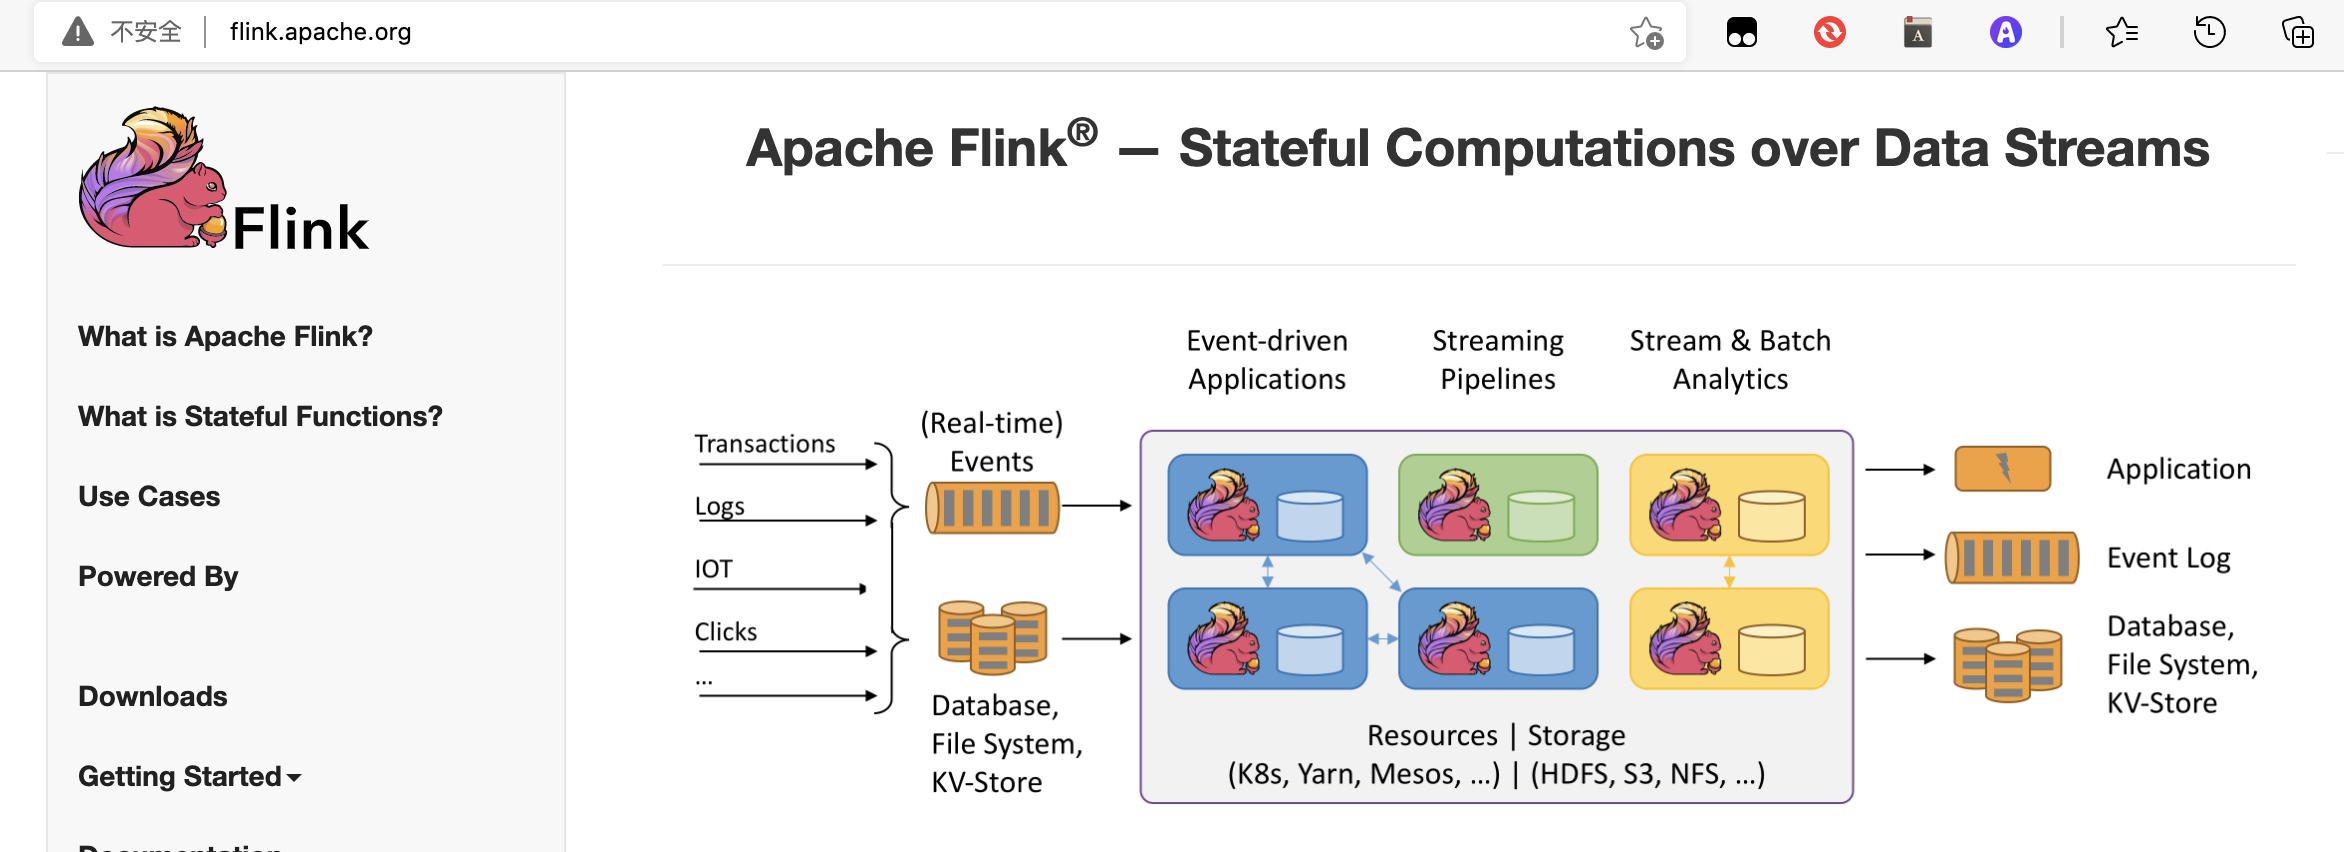 不安全
flink.apache.org
A
A
Flink
What is Apache Flink?
What is Stateful Functions?
Use Cases
Powered By
Downloads
Getting Started
Documentation
Apache Flink® — Stateful Computations over Data Streams
Event-driven
Applications
Streaming
Pipelines
Stream & Batch
Analytics
Transactions
Logs
IOT
Clicks
...
(Real-time)
Events
Database,
File System,
KV-Store
Resources | Storage
(K8s, Yarn, Mesos, ...) | (HDFS, S3, NFS, ...)
Application
Event Log
Database,
File System,
KV-Store